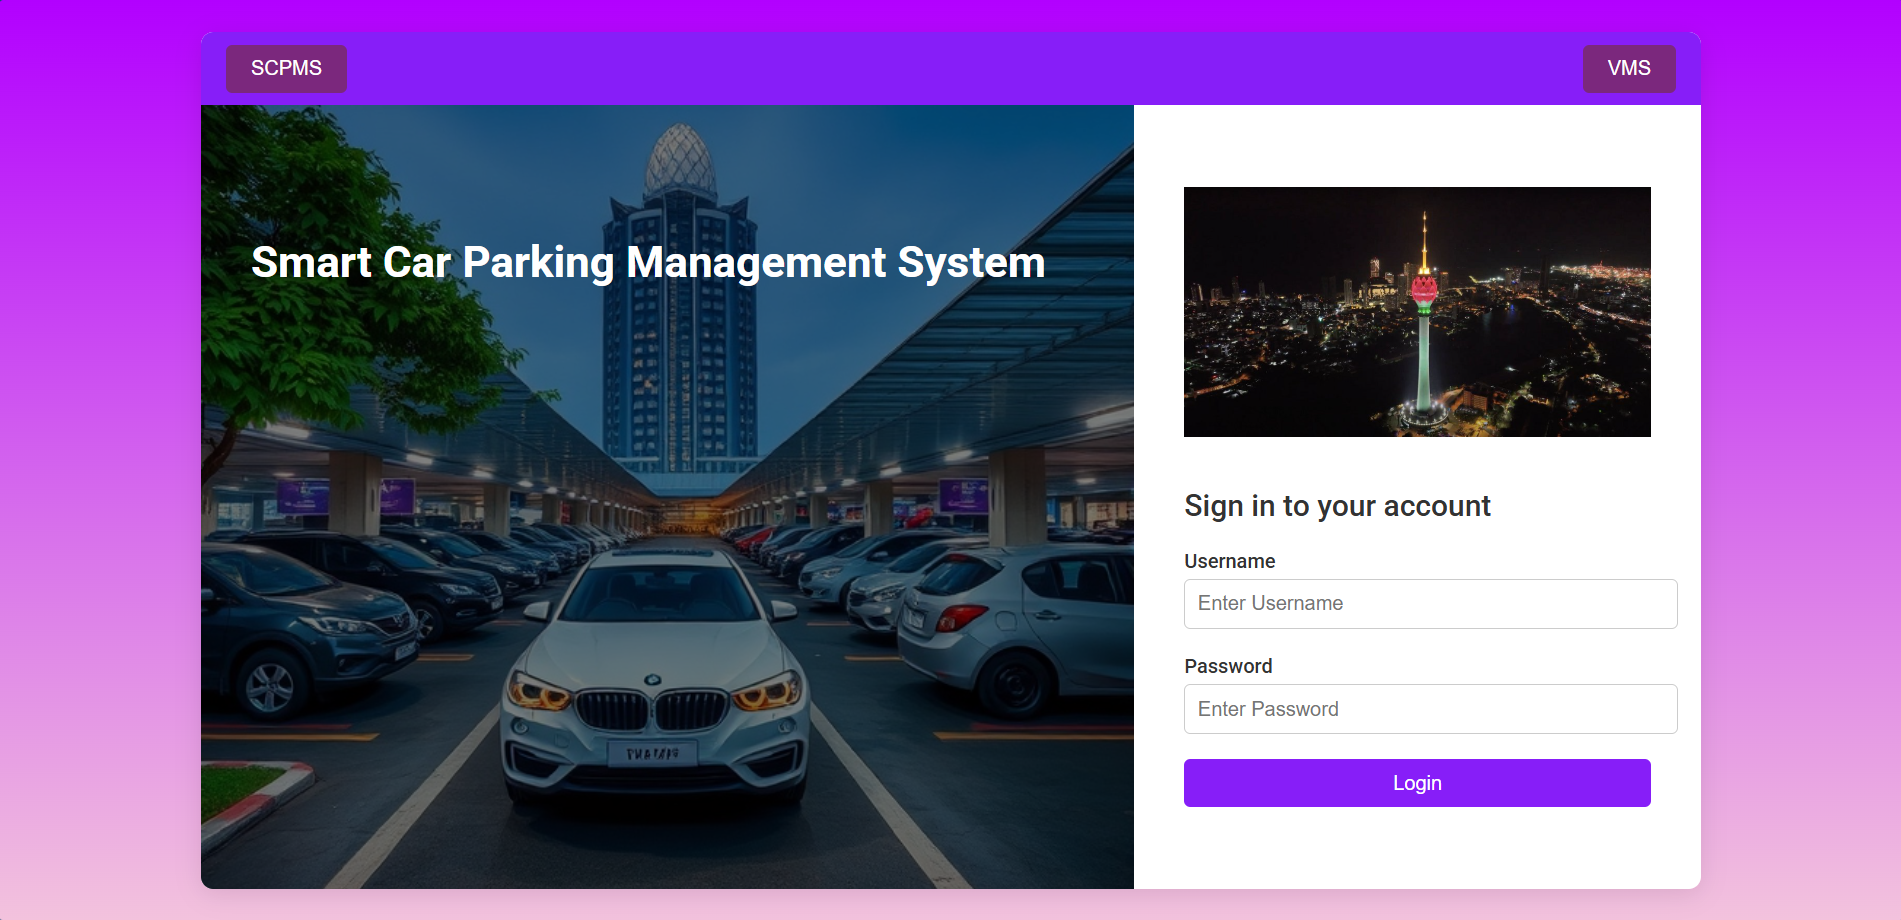 SCPMS
VMS
Smart Car Parking Management System
Sign in to your account
Username
Enter Username
Password
Enter Password
Login